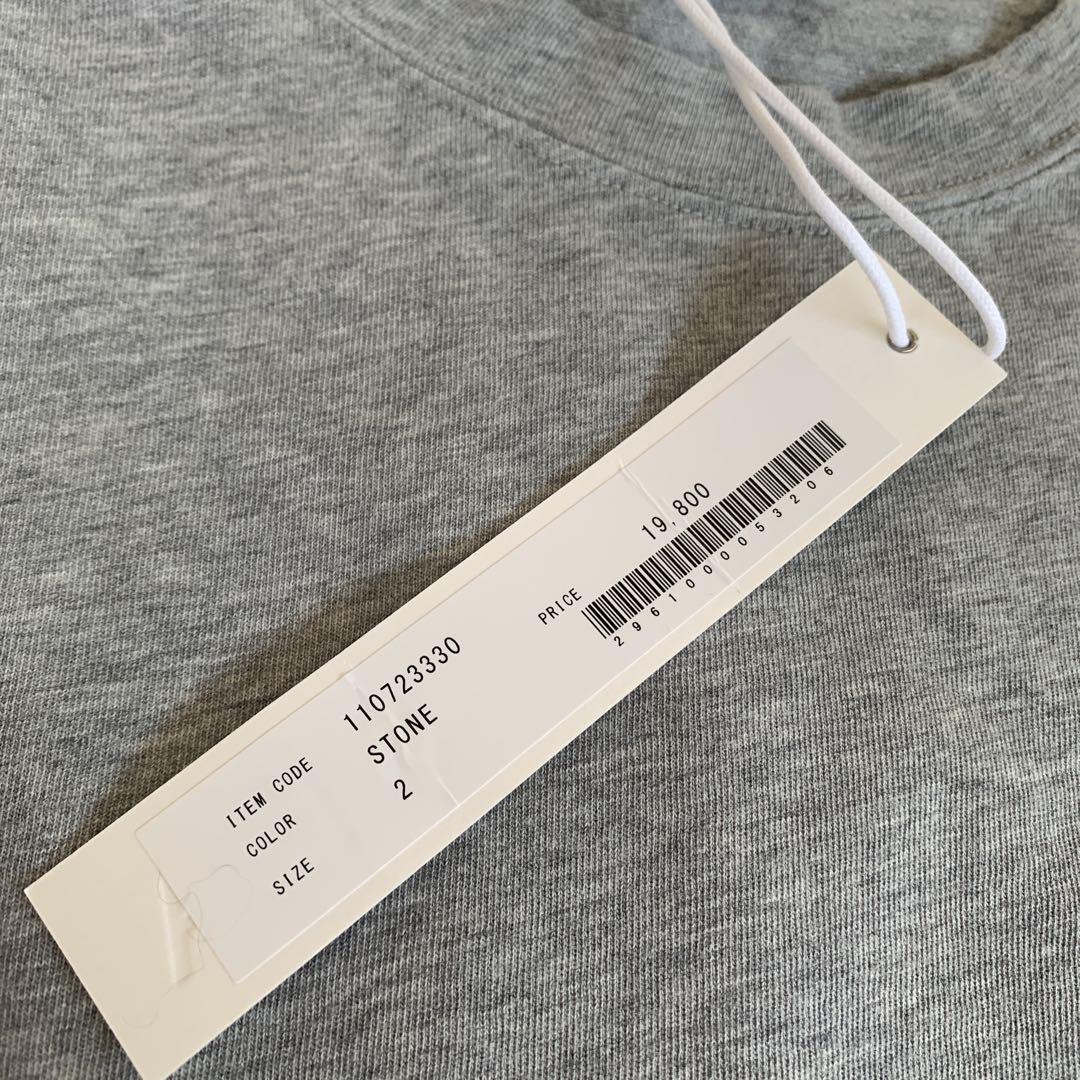 ITEM CODE 110723330
COLOR STONE
SIZE 2
PRICE 19,800
2961000053206